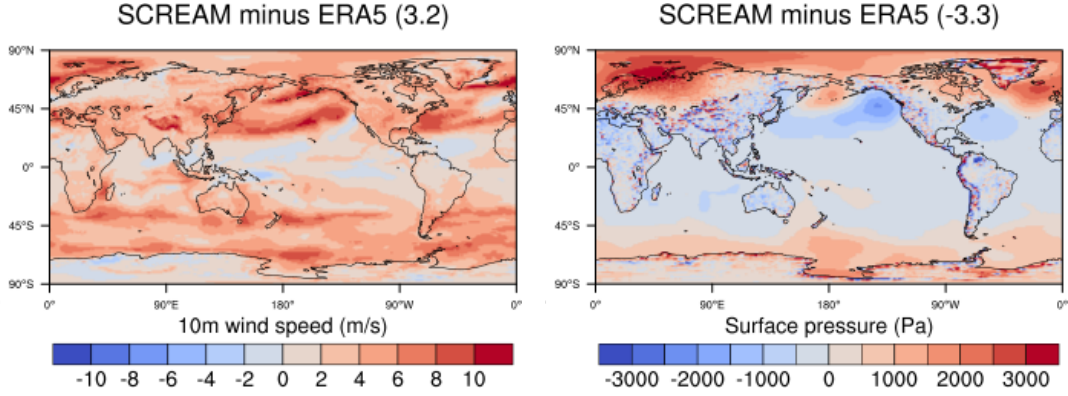 SCREAM minus ERA5 (3.2)
90°N
45°N
0°
45°S
90°S
0° 90°E 180° 90°W 0°
10m wind speed (m/s)
-10 -8 -6 -4 -2 0 2 4 6 8 10
SCREAM minus ERA5 (-3.3)
90°N
45°N
0°
45°S
90°S
0° 90°E 180° 90°W 0°
Surface pressure (Pa)
-3000 -2000 -1000 0 1000 2000 3000